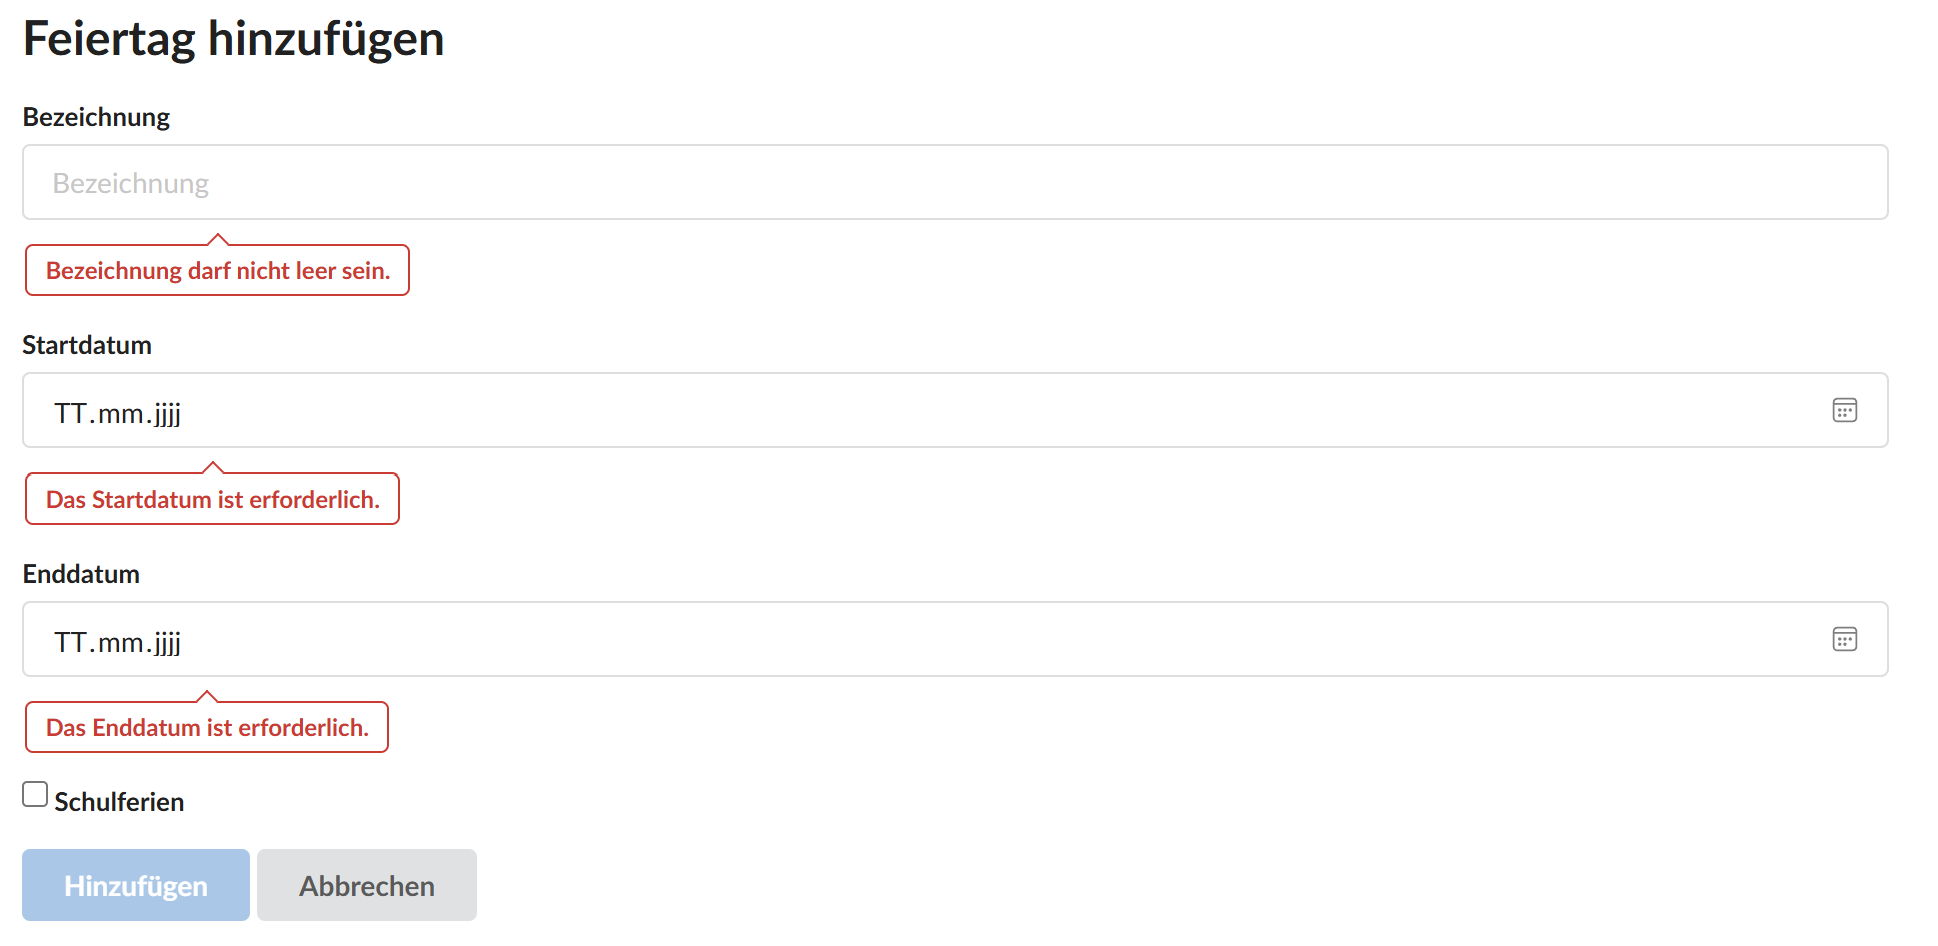 Feiertag hinzufügen
Bezeichnung
Bezeichnung
Bezeichnung darf nicht leer sein.
Startdatum
TT.mm.jjjj
Das Startdatum ist erforderlich.
Enddatum
TT.mm.jjjj
Das Enddatum ist erforderlich.
Schulferien
Hinzufügen Abbrechen